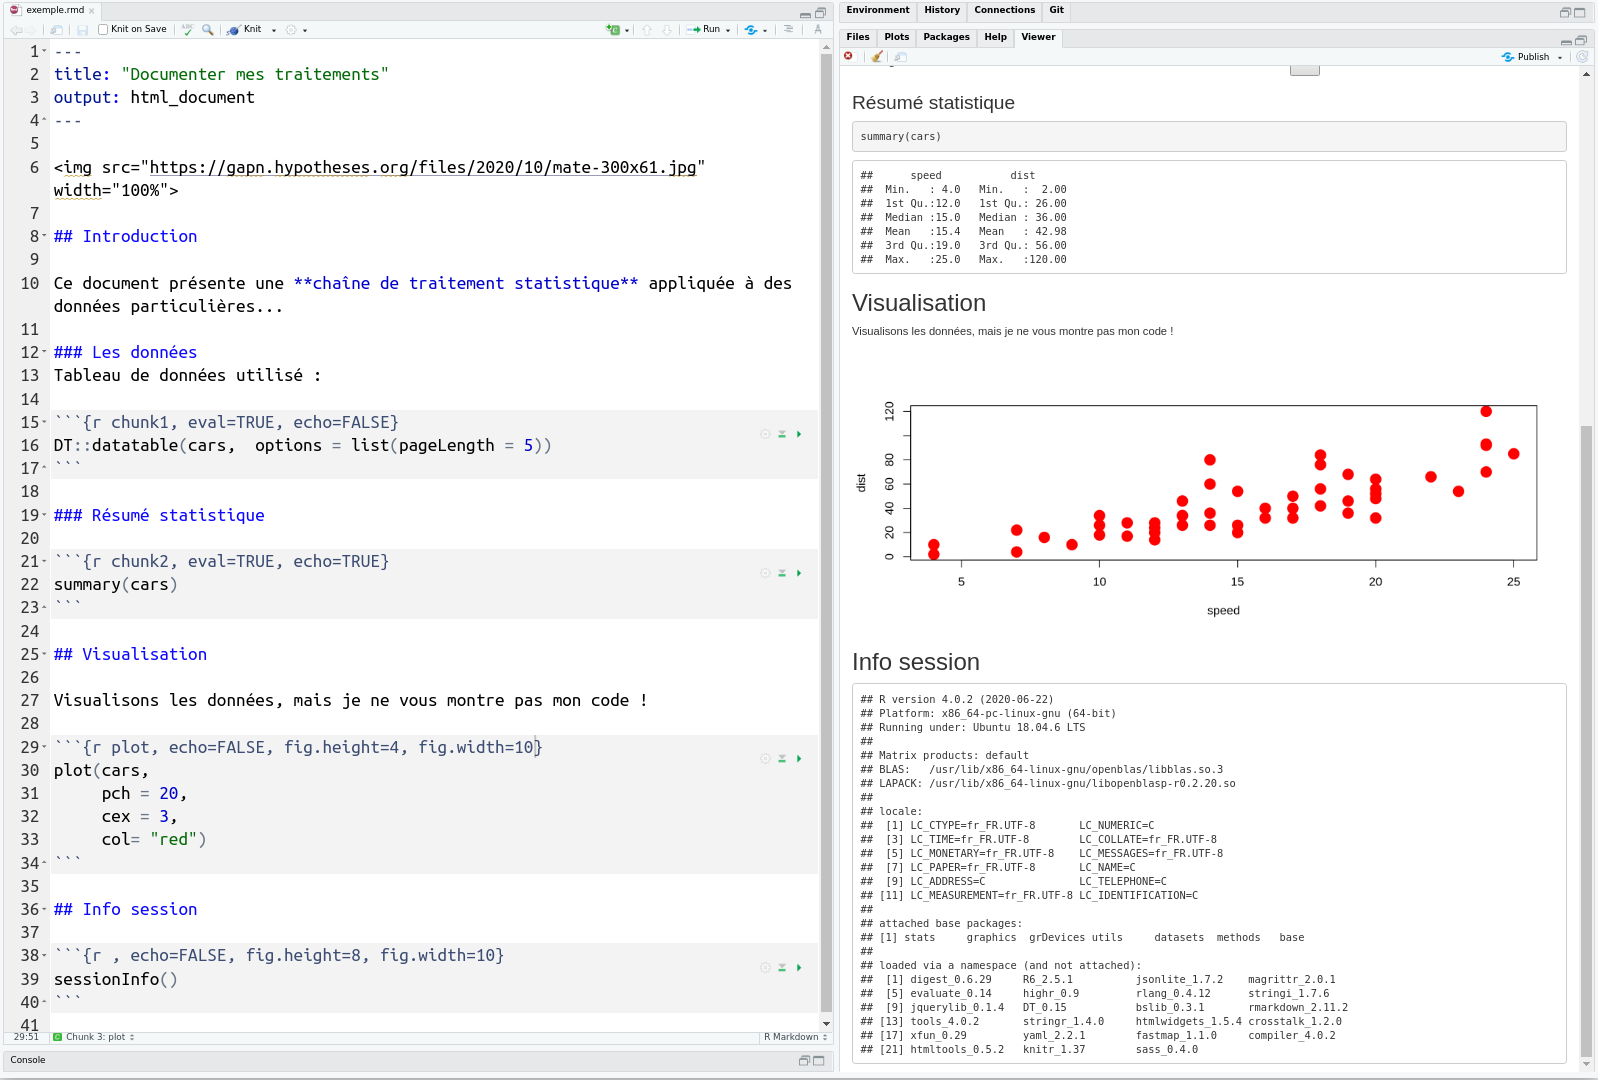 exemple.rmd
Knit on Save
Knit
Run
1 ---
2 title: "Documenter mes traitements"
3 output: html_document
4 ---
5
6 <img src="https://gapn.hypotheses.org/files/2020/10/mate-300x61.jpg"
width="100%">
7
8 ## Introduction
9
10 Ce document présente une **chaîne de traitement statistique** appliquée à des
données particulières...
11
12 ### Les données
13 Tableau de données utilisé :
14
15 ```{r chunk1, eval=TRUE, echo=FALSE}
16 DT::datatable(cars,  options = list(pageLength = 5))
17 ```
18
19 ### Résumé statistique
20
21 ```{r chunk2, eval=TRUE, echo=TRUE}
22 summary(cars)
23 ```
24
25 ## Visualisation
26
27 Visualisons les données, mais je ne vous montre pas mon code !
28
29 ```{r plot, echo=FALSE, fig.height=4, fig.width=10}
30 plot(cars,
31      pch = 20,
32      cex = 3,
33      col= "red")
34 ```
35
36 ## Info session
37
38 ```{r , echo=FALSE, fig.height=8, fig.width=10}
39 sessionInfo()
40 ```
41
29:51 Chunk 3: plot R Markdown
Console
Environment History Connections Git
Files Plots Packages Help Viewer
Publish
Résumé statistique
summary(cars)
##      speed           dist
##  Min.   : 4.0   Min.   :  2.00
##  1st Qu.:12.0   1st Qu.: 26.00
##  Median :15.0   Median : 36.00
##  Mean   :15.4   Mean   : 42.98
##  3rd Qu.:19.0   3rd Qu.: 56.00
##  Max.   :25.0   Max.   :120.00
Visualisation
Visualisons les données, mais je ne vous montre pas mon code !
120
80
60
40
20
0
dist
5 10 15 20 25
speed
Info session
## R version 4.0.2 (2020-06-22)
## Platform: x86_64-pc-linux-gnu (64-bit)
## Running under: Ubuntu 18.04.6 LTS
##
## Matrix products: default
## BLAS:   /usr/lib/x86_64-linux-gnu/openblas/libblas.so.3
## LAPACK: /usr/lib/x86_64-linux-gnu/libopenblasp-r0.2.20.so
##
## locale:
##  [1] LC_CTYPE=fr_FR.UTF-8       LC_NUMERIC=C
##  [3] LC_TIME=fr_FR.UTF-8        LC_COLLATE=fr_FR.UTF-8
##  [5] LC_MONETARY=fr_FR.UTF-8    LC_MESSAGES=fr_FR.UTF-8
##  [7] LC_PAPER=fr_FR.UTF-8       LC_NAME=C
##  [9] LC_ADDRESS=C               LC_TELEPHONE=C
## [11] LC_MEASUREMENT=fr_FR.UTF-8 LC_IDENTIFICATION=C
##
## attached base packages:
## [1] stats     graphics  grDevices utils     datasets  methods   base
##
## loaded via a namespace (and not attached):
##  [1] digest_0.6.29     R6_2.5.1          jsonlite_1.7.2    magrittr_2.0.1
##  [5] evaluate_0.14     highr_0.9         rlang_0.4.12      stringi_1.7.6
##  [9] jquerylib_0.1.4   DT_0.15           bslib_0.3.1       rmarkdown_2.11.2
## [13] tools_4.0.2       stringr_1.4.0     htmlwidgets_1.5.4 crosstalk_1.2.0
## [17] xfun_0.29         yaml_2.2.1        fastmap_1.1.0     compiler_4.0.2
## [21] htmltools_0.5.2   knitr_1.37        sass_0.4.0